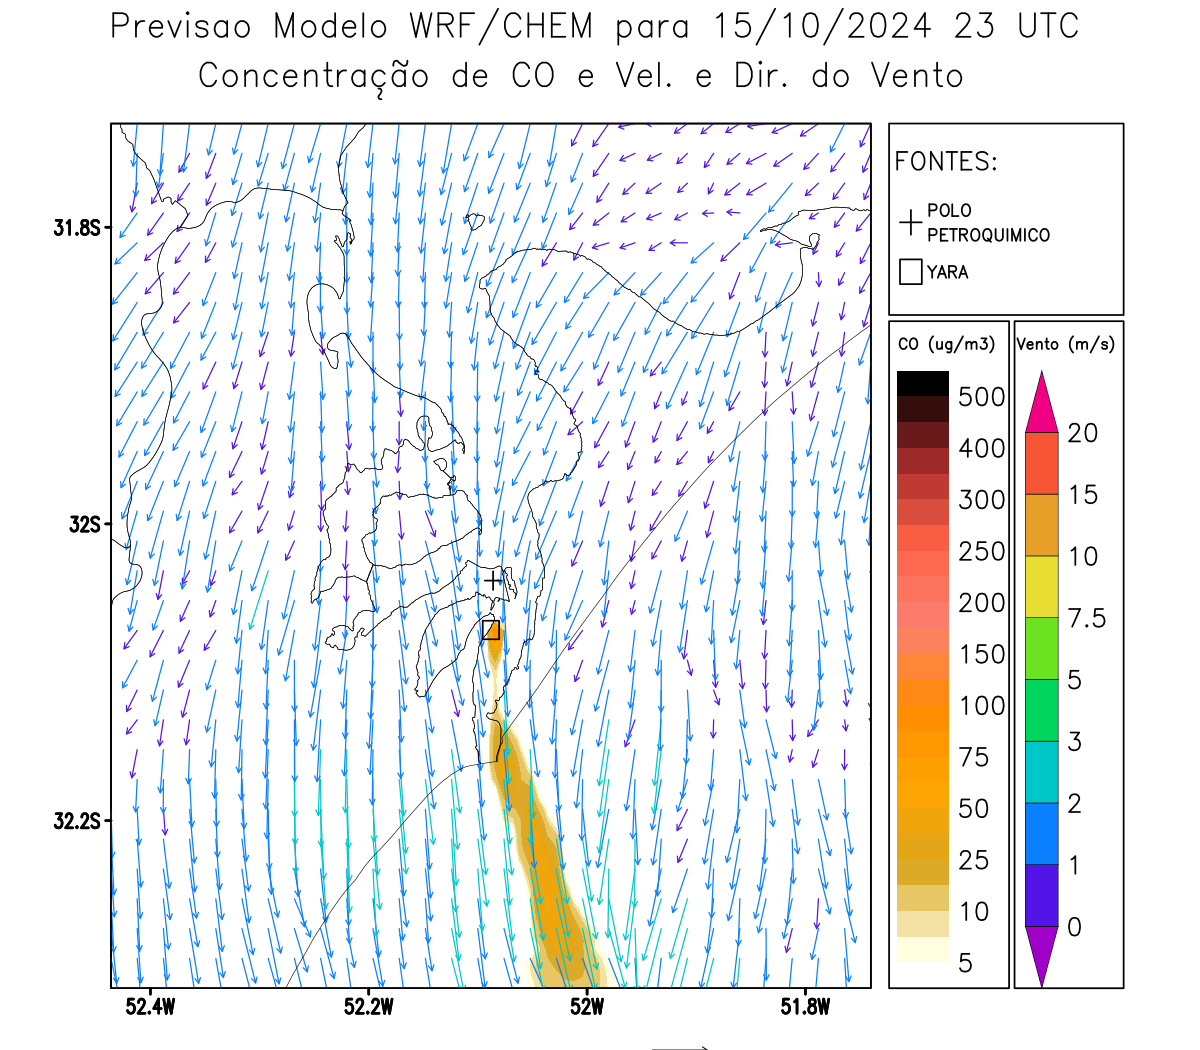 Previsao Modelo WRF/CHEM para 15/10/2024 23 UTC
Concentração de CO e Vel. e Dir. do Vento
FONTES:
POLO
PETROQUIMICO
YARA
31.8S
32S
32.2S
52.4W 52.2W 52W 51.8W
CO (ug/m3)
500
400
300
250
200
150
100
75
50
25
10
5
Vento (m/s)
20
15
10
7.5
5
3
2
1
0